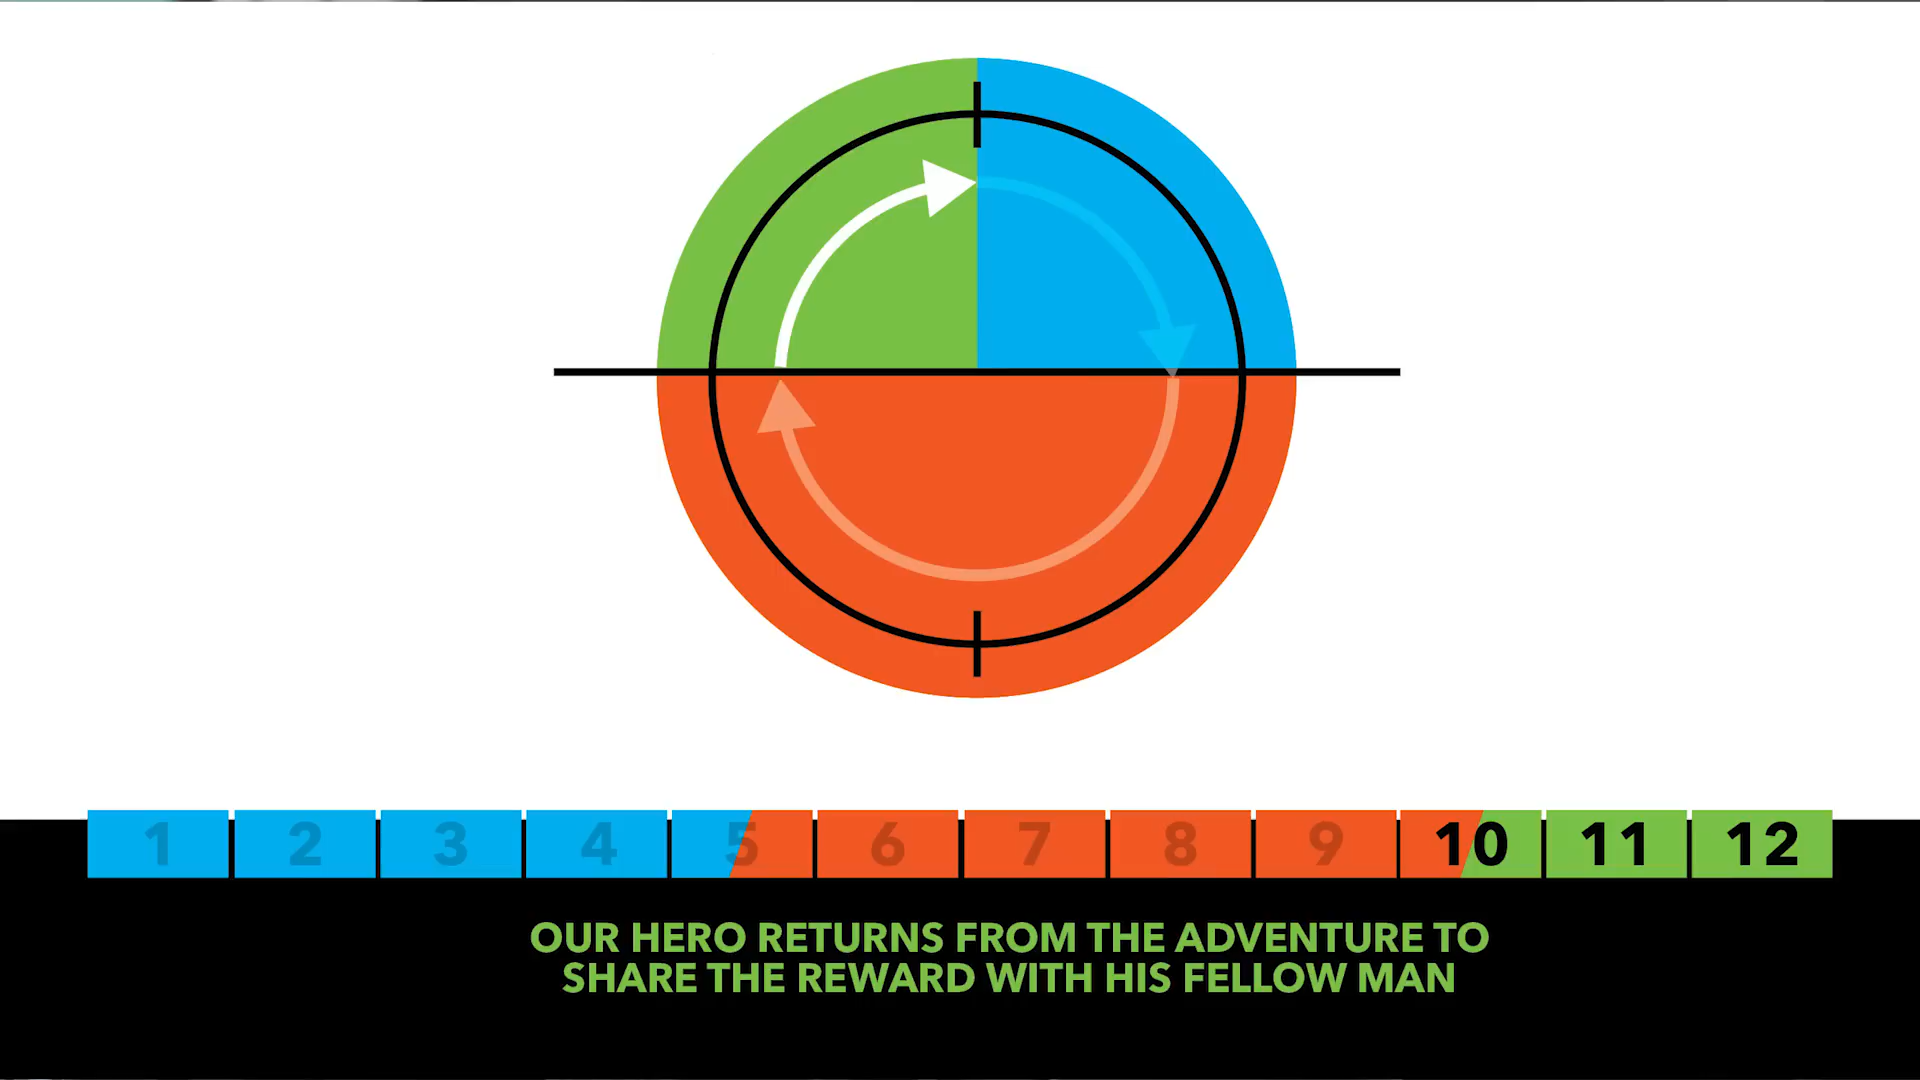 1 2 3 4 5 6 7 8 9 10 11 12
OUR HERO RETURNS FROM THE ADVENTURE TO
SHARE THE REWARD WITH HIS FELLOW MAN